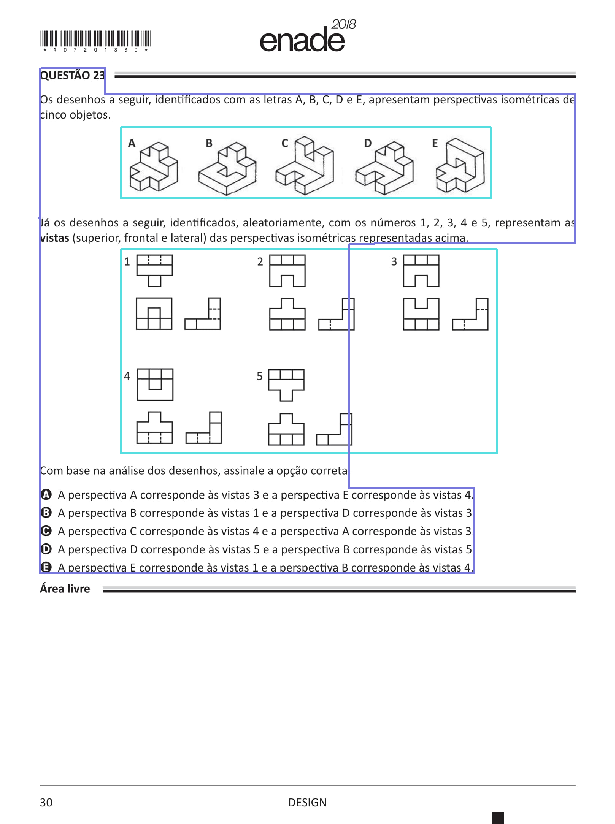 *R0720188
enade 2018
QUESTÃO 23
Os desenhos a seguir, identificados com as letras A, B, C, D e E, apresentam perspectivas isométricas de
cinco objetos.
A B C D E
Já os desenhos a seguir, identificados, aleatoriamente, com os números 1, 2, 3, 4 e 5, representam as
vistas (superior, frontal e lateral) das perspectivas isométricas representadas acima.
1 2 3
4 5
Com base na análise dos desenhos, assinale a opção correta
A A perspectiva A corresponde às vistas 3 e a perspectiva E corresponde às vistas 4.
B A perspectiva B corresponde às vistas 1 e a perspectiva D corresponde às vistas 3
C A perspectiva C corresponde às vistas 4 e a perspectiva A corresponde às vistas 3
D A perspectiva D corresponde às vistas 5 e a perspectiva B corresponde às vistas 5
E A perspectiva E corresponde às vistas 1 e a perspectiva B corresponde às vistas 4.
Área livre
30 DESIGN